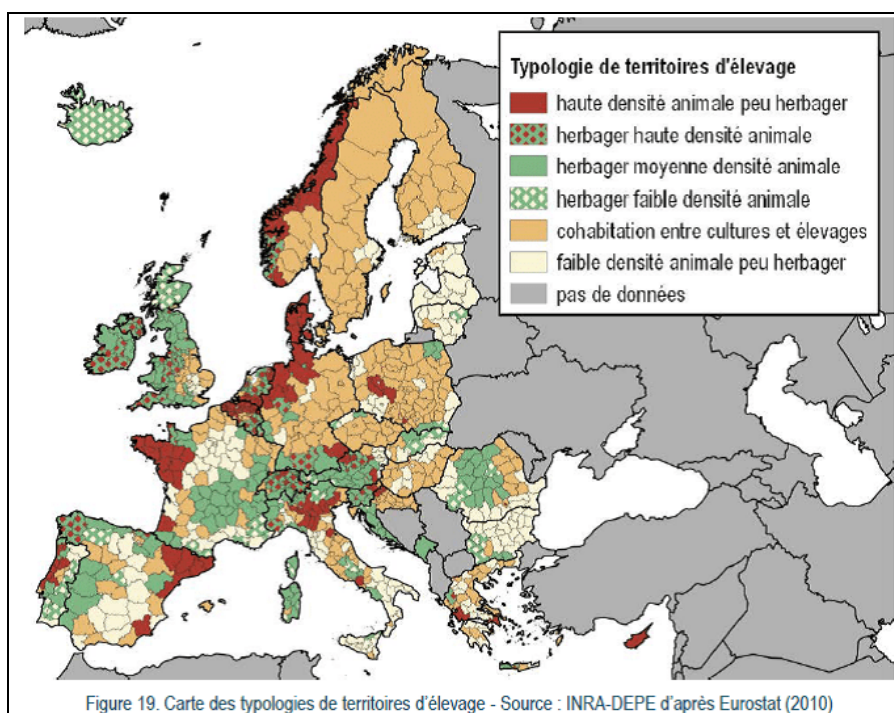 Typologie de territoires d'élevage
haute densité animale peu herbager
herbager haute densité animale
herbager moyenne densité animale
herbager faible densité animale
cohabitation entre cultures et élevages
faible densité animale peu herbager
pas de données
Figure 19. Carte des typologies de territoires d'élevage - Source : INRA-DEPE d'après Eurostat (2010)